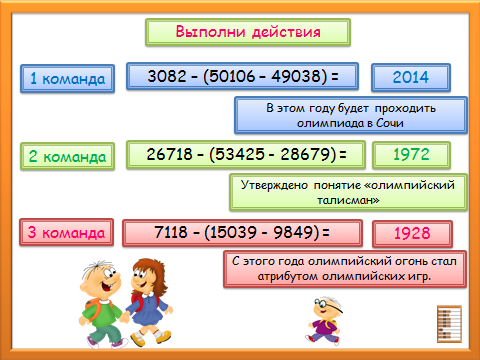 Выполни действия
1 команда
3082 – (50106 – 49038) =
2014
В этом году будет проходить
олимпиада в Сочи
2 команда
26718 – (53425 - 28679) =
1972
Утверждено понятие «олимпийский
талисман»
3 команда
7118 – (15039 – 9849) =
1928
С этого года олимпийский огонь стал
атрибутом олимпийских игр.